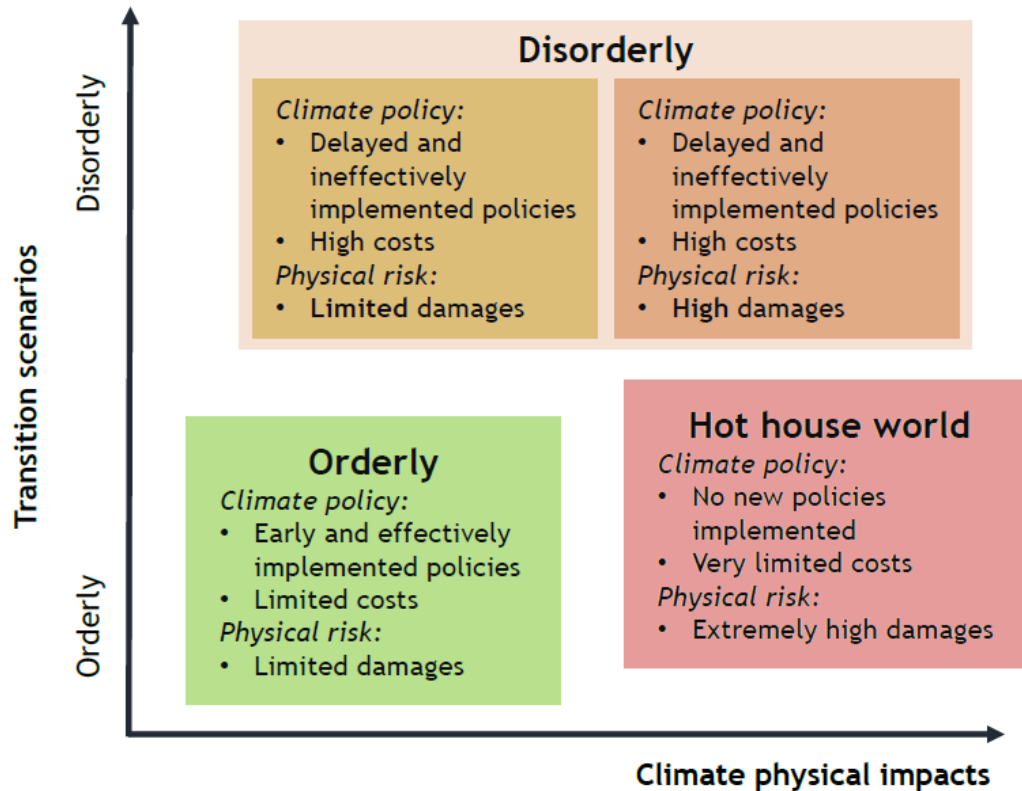 Transition scenarios
Disorderly
Orderly
Disorderly
Climate policy:
• Delayed and
ineffectively
implemented policies
• High costs
Physical risk:
• Limited damages
Climate policy:
• Delayed and
ineffectively
implemented policies
• High costs
Physical risk:
• High damages
Orderly
Climate policy:
• Early and effectively
implemented policies
• Limited costs
Physical risk:
• Limited damages
Hot house world
Climate policy:
• No new policies
implemented
• Very limited costs
Physical risk:
• Extremely high damages
Climate physical impacts